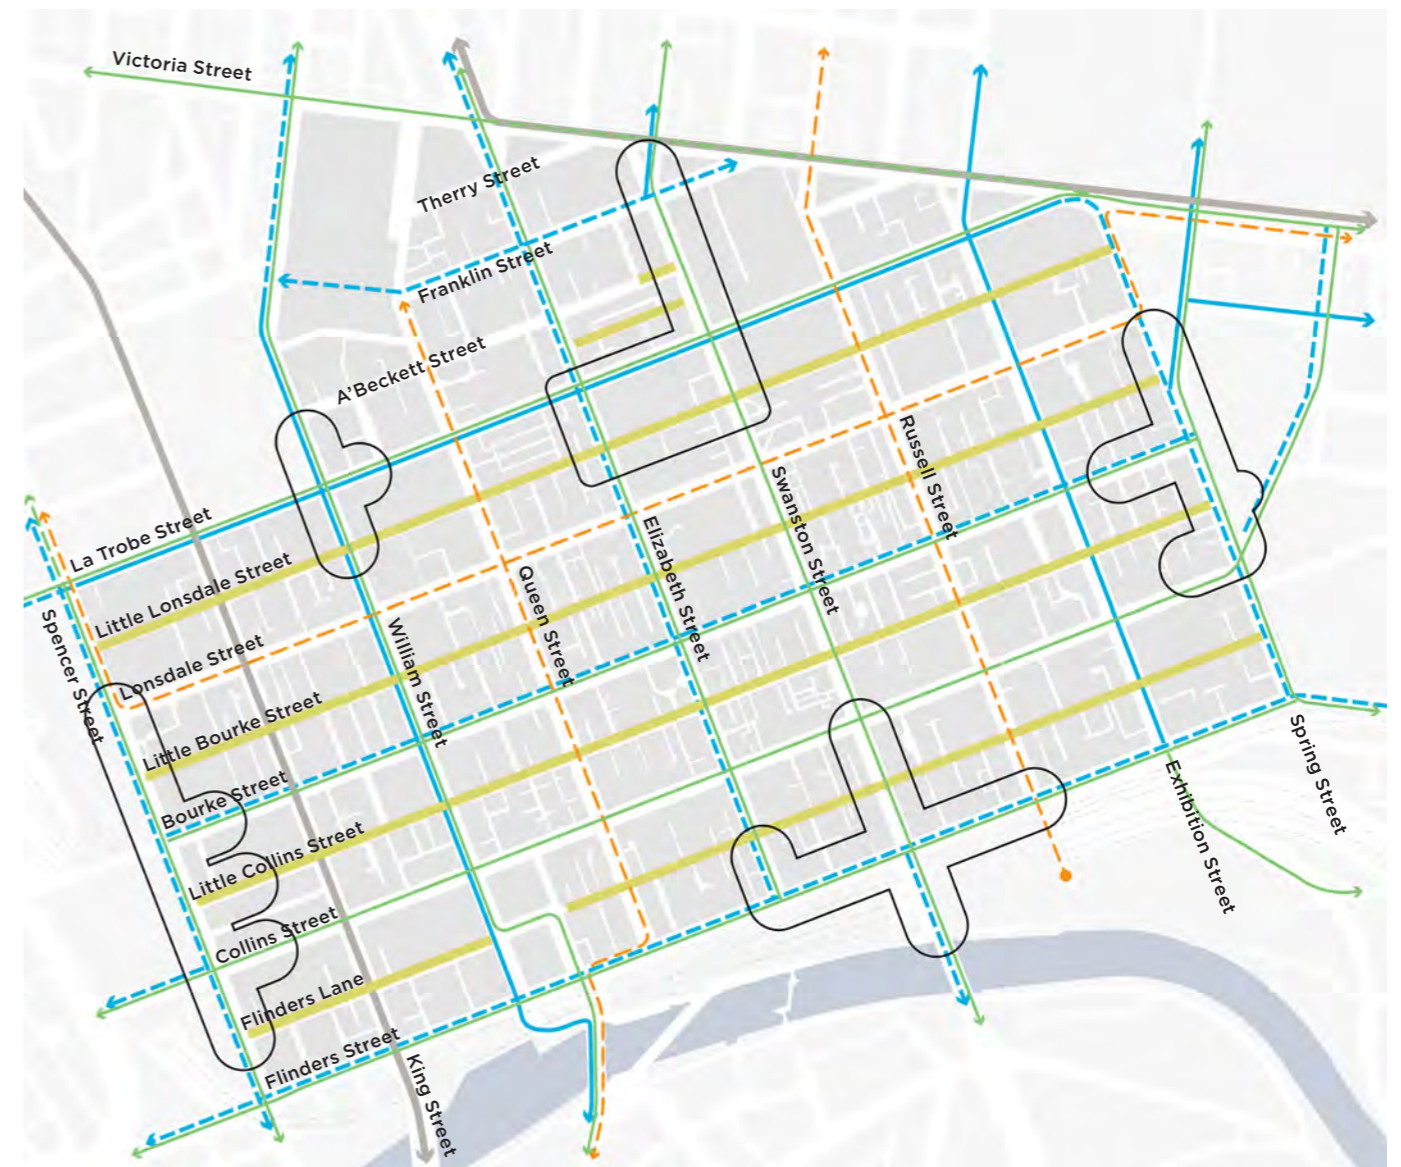 Victoria Street
Therry Street
Franklin Street
A'Beckett Street
La Trobe Street
Little Lonsdale Street
Lonsdale Street
Little Bourke Street
Bourke Street
Little Collins Street
Collins Street
Flinders Lane
Flinders Street
Spencer Street
King Street
William Street
Queen Street
Elizabeth Street
Swanston Street
Russell Street
Exhibition Street
Spring Street